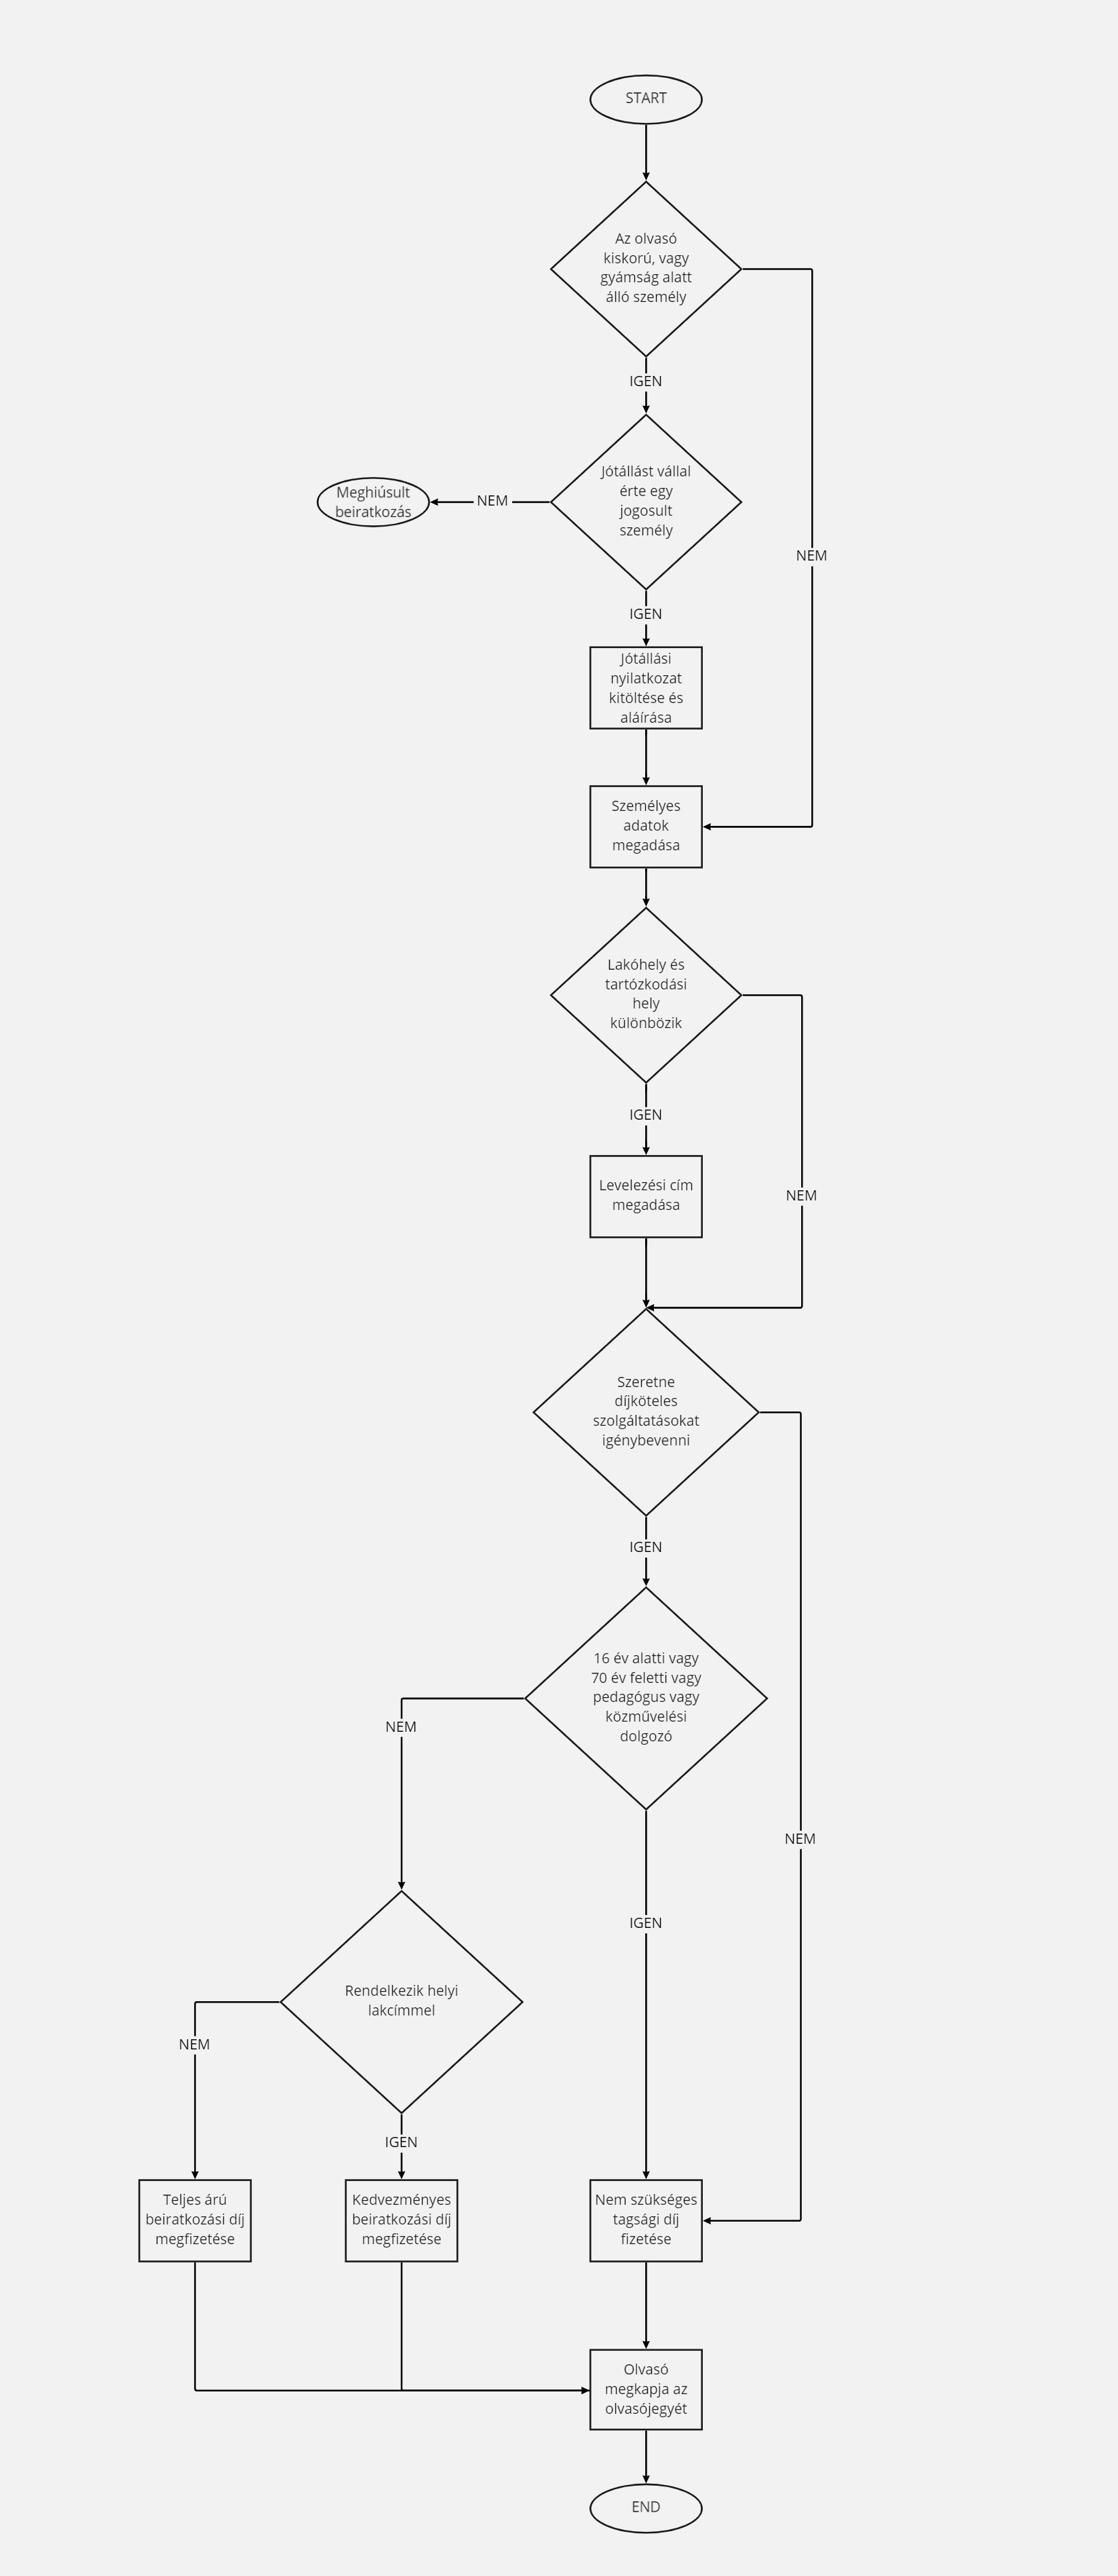 START
Az olvasó
kiskorú, vagy
gyámság alatt
álló személy
IGEN
Jótállást vállal
érte egy
jogosult
személy
NEM
Meghiúsult
beiratkozás
NEM
IGEN
Jótállási
nyilatkozat
kitöltése és
aláírása
Személyes
adatok
megadása
Lakóhely és
tartózkodási
hely
különbözik
IGEN
Levelezési cím
megadása
NEM
Szeretne
díjköteles
szolgáltatásokat
igénybevenni
IGEN
16 év alatti vagy
70 év feletti vagy
pedagógus vagy
közművelési
dolgozó
NEM
NEM
IGEN
Rendelkezik helyi
lakcímmel
NEM
IGEN
Teljes árú
beiratkozási díj
megfizetése
Kedvezményes
beiratkozási díj
megfizetése
Nem szükséges
tagsági díj
fizetése
Olvasó
megkapja az
olvasójegyét
END